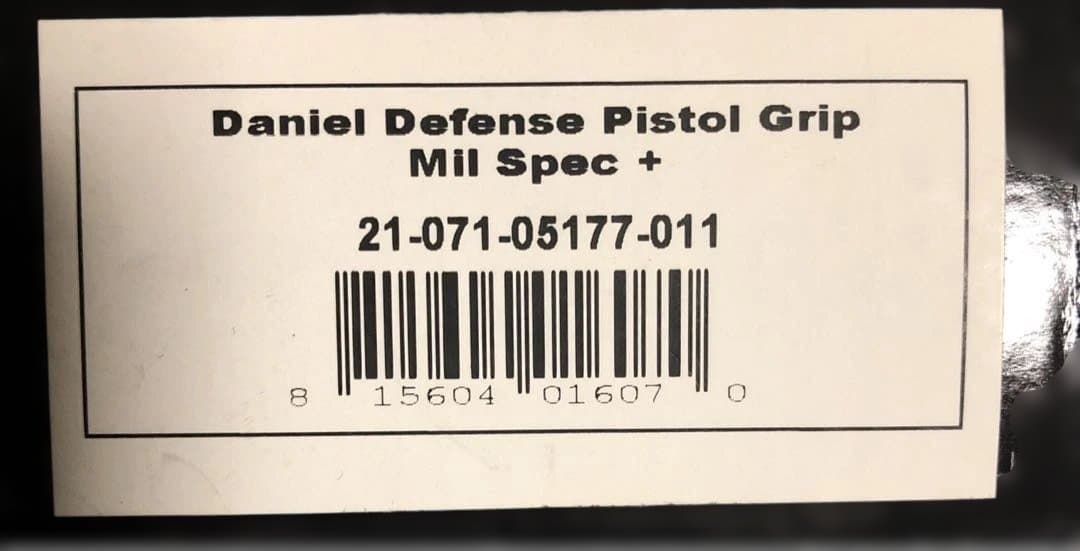 Daniel Defense Pistol Grip
Mil Spec +
21-071-05177-011
8 15604 01607 0